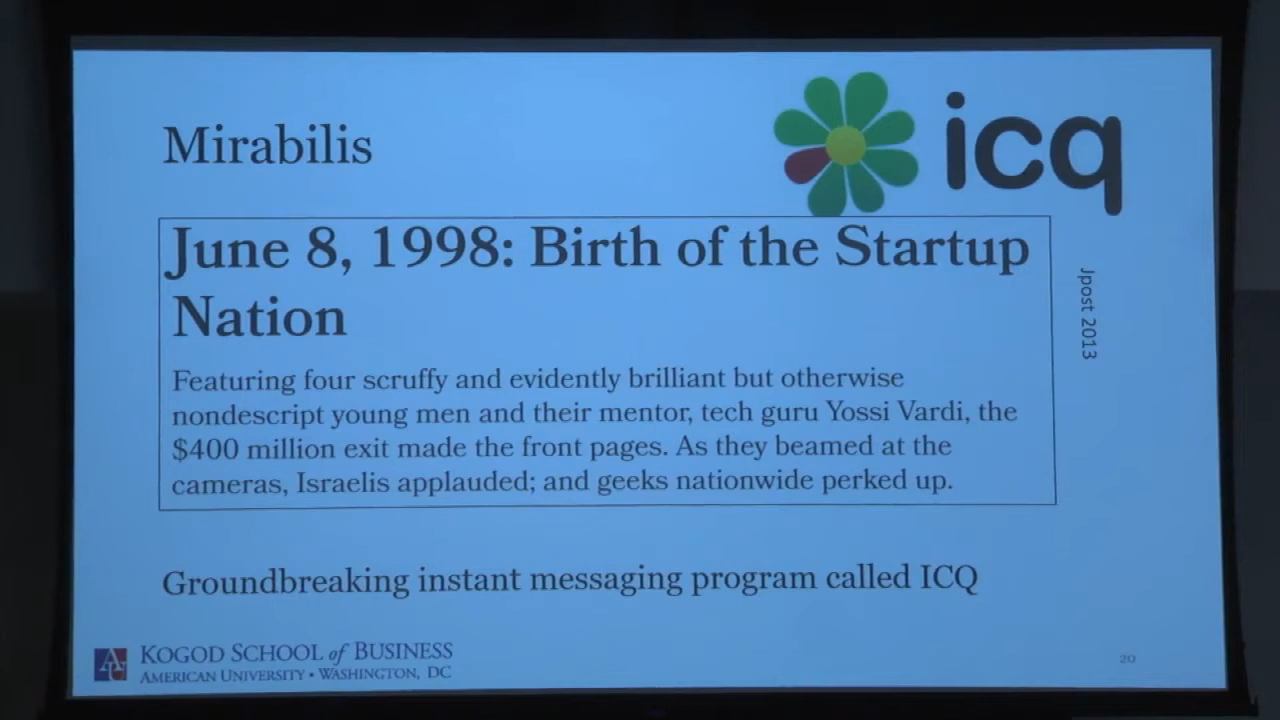 Mirabilis
icq
June 8, 1998: Birth of the Startup
Nation
Jpost 2013
Featuring four scruffy and evidently brilliant but otherwise
nondescript young men and their mentor, tech guru Yossi Vardi, the
$400 million exit made the front pages. As they beamed at the
cameras, Israelis applauded; and geeks nationwide perked up.
Groundbreaking instant messaging program called ICQ
KOGOD SCHOOL of BUSINESS
AMERICAN UNIVERSITY • WASHINGTON, DC
20